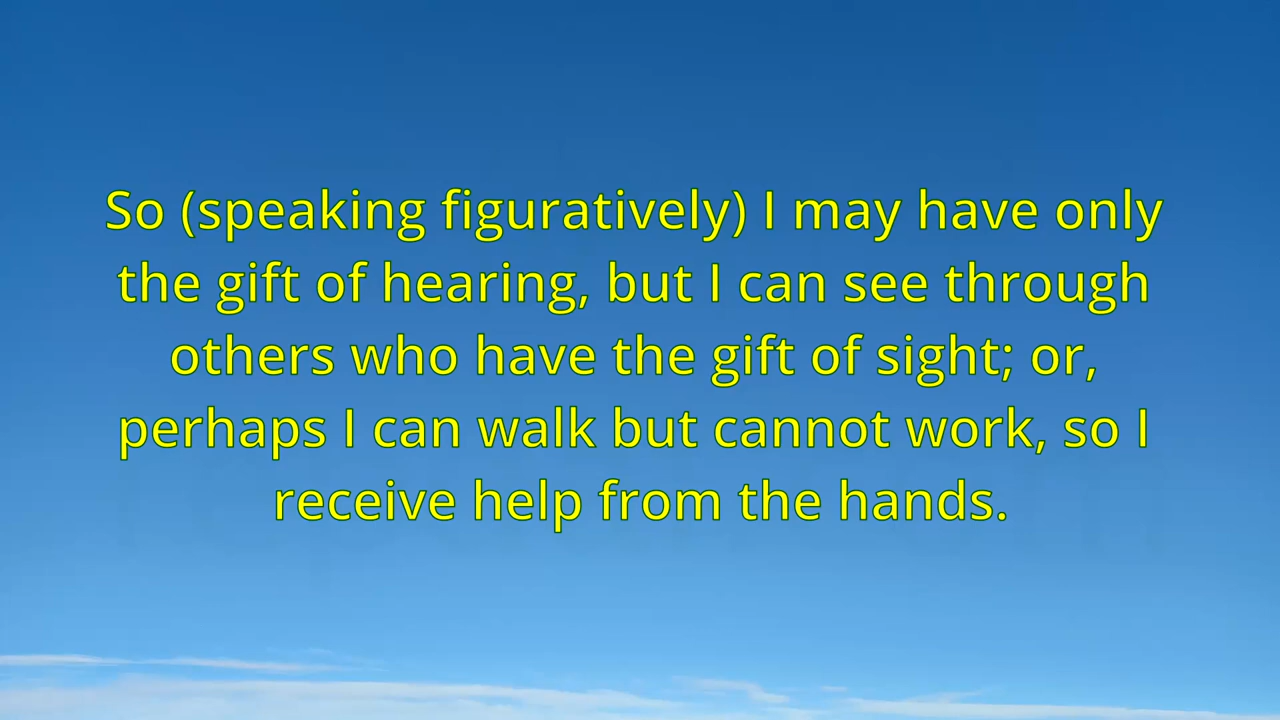 So (speaking figuratively) I may have only
the gift of hearing, but I can see through
others who have the gift of sight; or,
perhaps I can walk but cannot work, so I
receive help from the hands.